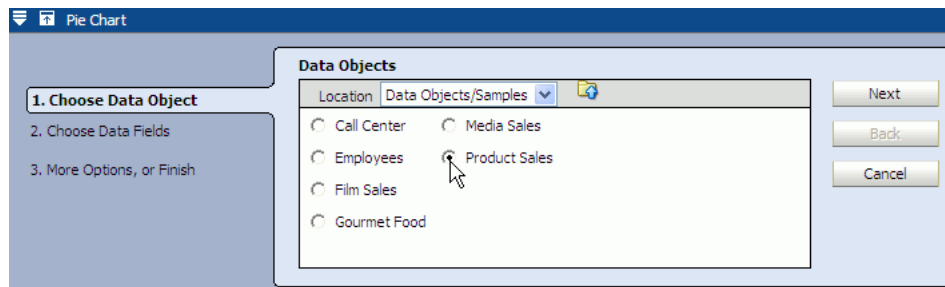 Pie Chart
Data Objects
1. Choose Data Object
2. Choose Data Fields
3. More Options, or Finish
Location Data Objects/Samples
Call Center Media Sales
Employees Product Sales
Film Sales
Gourmet Food
Next
Back
Cancel